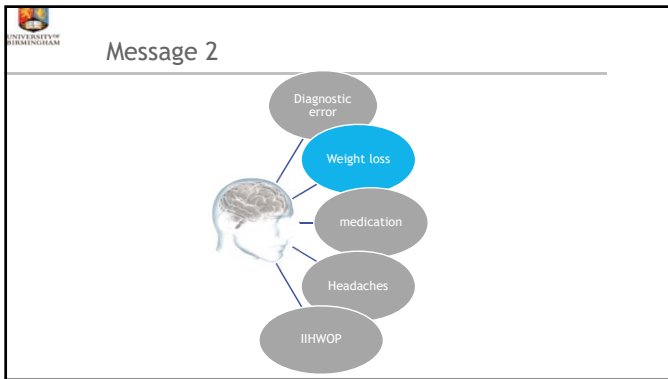 UNIVERSITY OF
BIRMINGHAM
Message 2
Diagnostic
error
Weight loss
medication
Headaches
IIHWOP